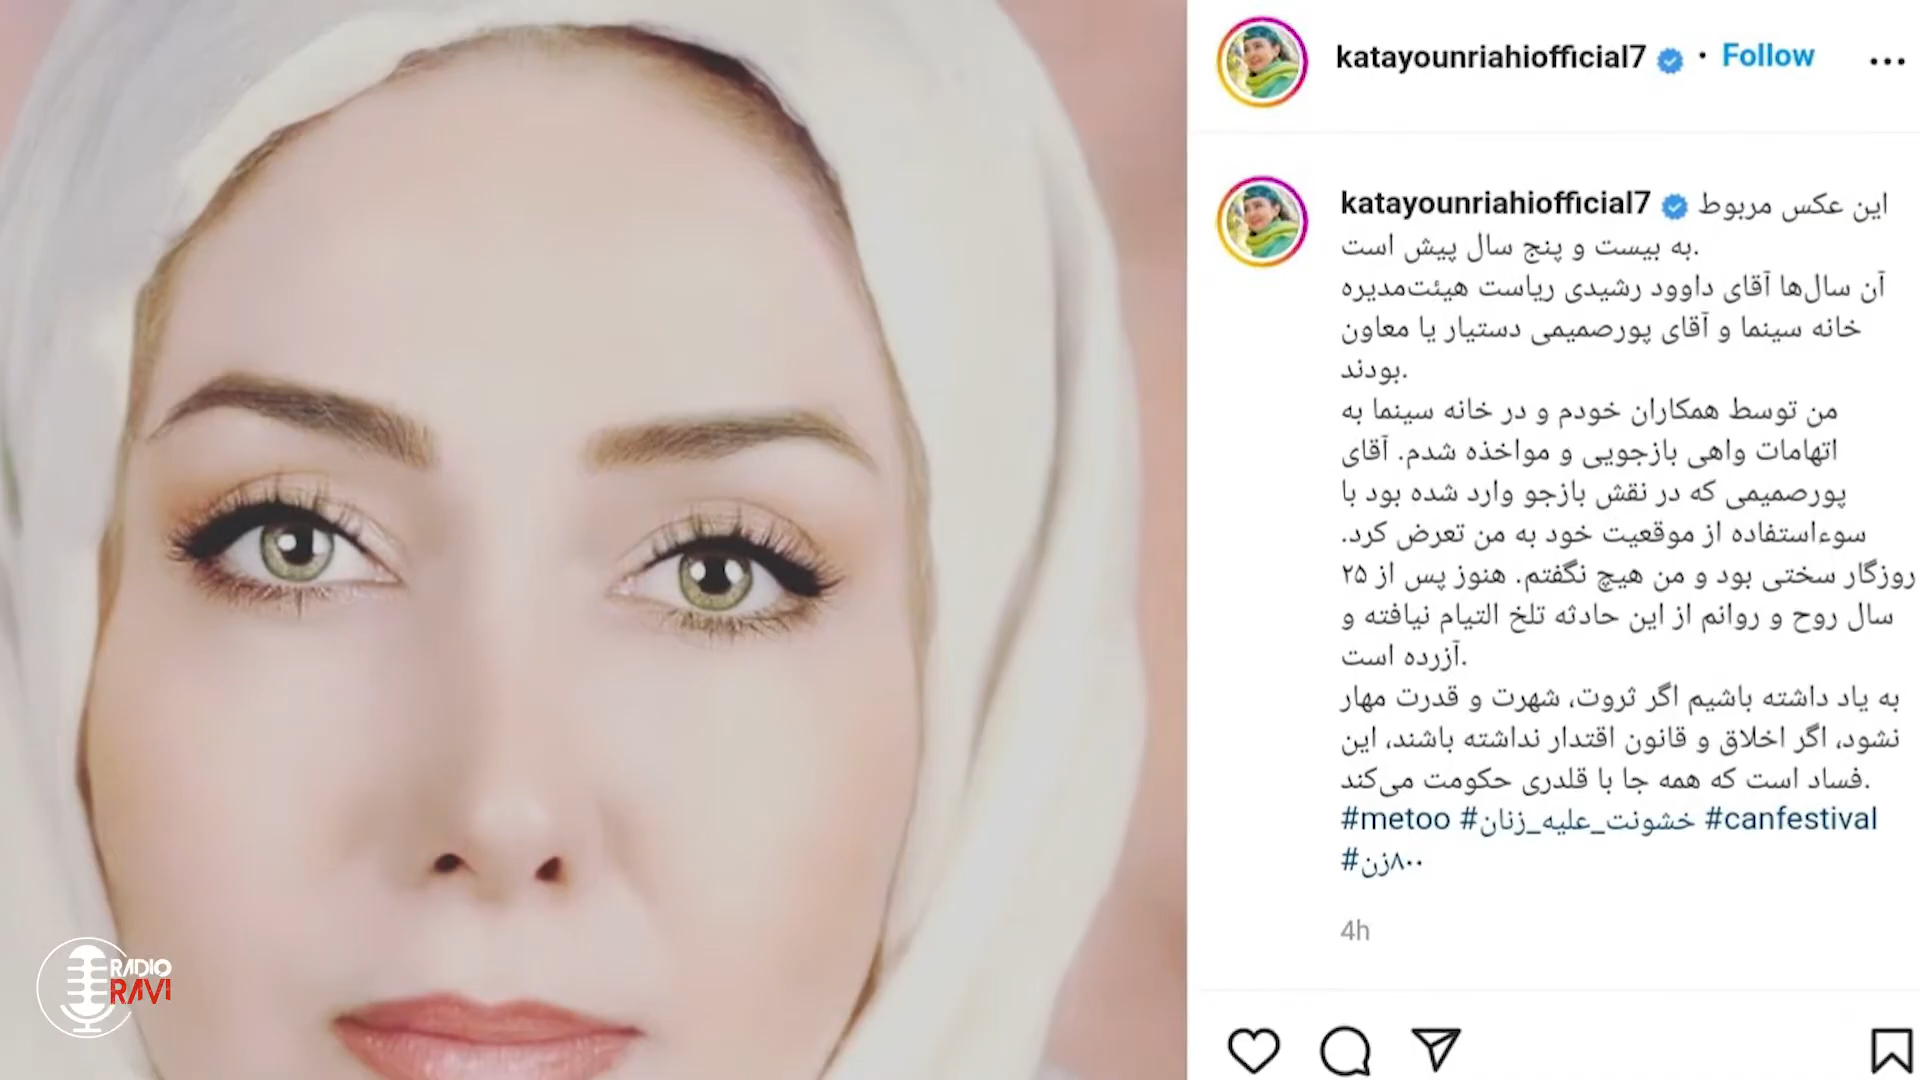 katayounriahiofficial7 • Follow
katayounriahiofficial7 این عکس مربوط
به بیست و پنج سال پیش است.
آن سال‌ها آقای داوود رشیدی ریاست هیئت‌مدیره
خانه سینما و آقای پورصمیمی دستیار یا معاون
بودند.
من توسط همکاران خودم و در خانه سینما به
اتهامات واهی بازجویی و مواخذه شدم. آقای
پورصمیمی که در نقش بازجو وارد شده بود با
سوءاستفاده از موقعیت خود به من تعرض کرد.
روزگار سختی بود و من هیچ نگفتم. هنوز پس از ۲۵
سال روح و روانم از این حادثه تلخ التیام نیافته و
آزرده است.
به یاد داشته باشیم اگر ثروت، شهرت و قدرت مهار
نشود، اگر اخلاق و قانون اقتدار نداشته باشند، این
فساد است که همه جا با قلدری حکومت می‌کند.
#metoo #خشونت_علیه_زنان #canfestival
#۸۰۰زن
4h
RADIO
RAVI